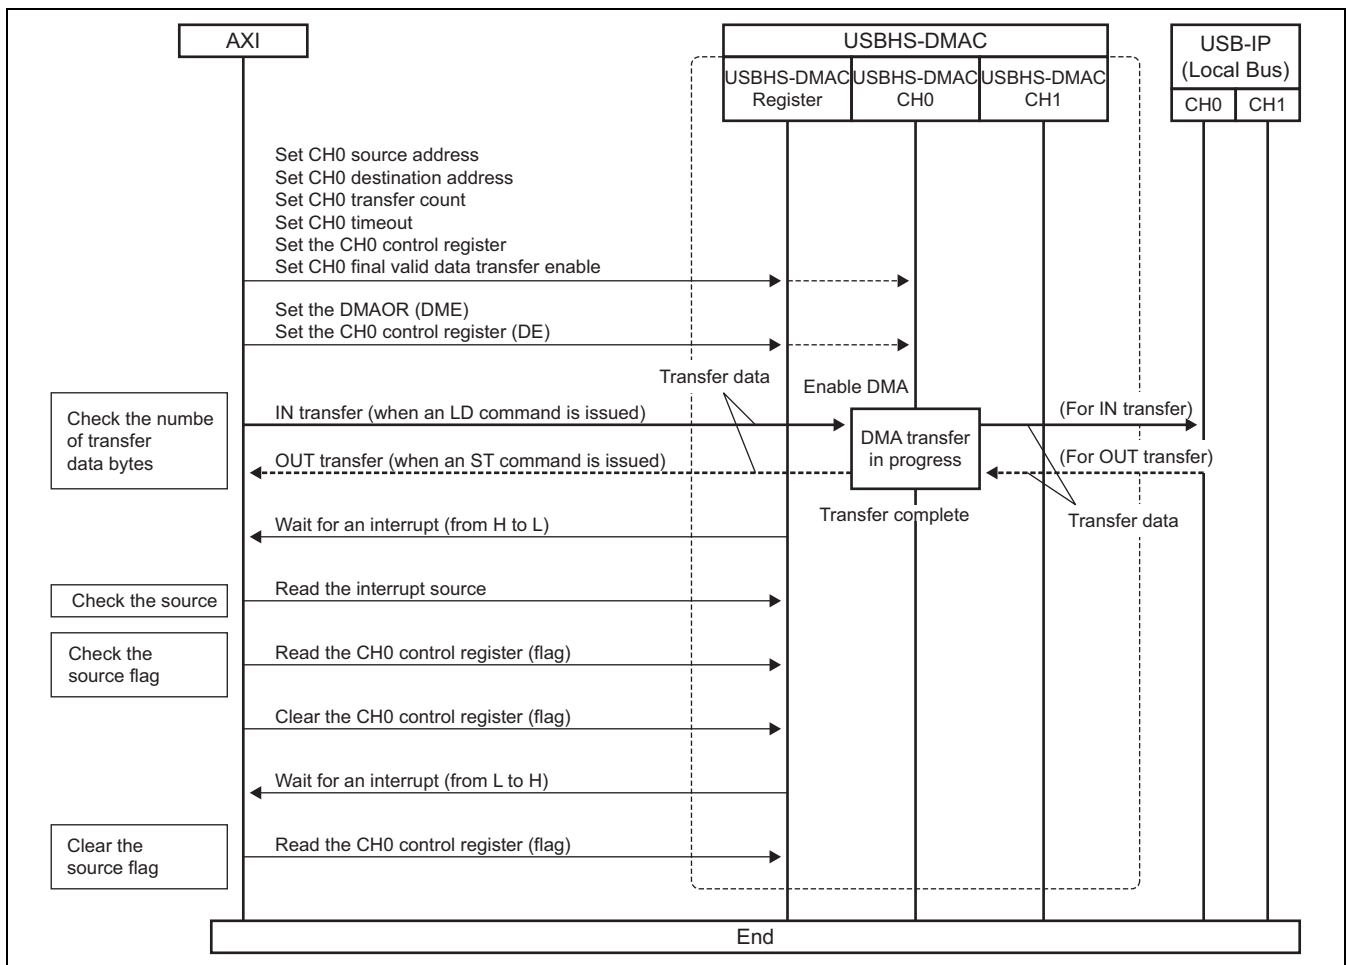 AXI
USBHS-DMAC
USB-IP
(Local Bus)
USBHS-DMAC
Register
USBHS-DMAC
CH0
USBHS-DMAC
CH1
CH0
CH1
Set CH0 source address
Set CH0 destination address
Set CH0 transfer count
Set CH0 timeout
Set the CH0 control register
Set CH0 final valid data transfer enable
Set the DMAOR (DME)
Set the CH0 control register (DE)
Transfer data
Enable DMA
Check the numbe
of transfer
data bytes
IN transfer (when an LD command is issued)
(For IN transfer)
DMA transfer
in progress
OUT transfer (when an ST command is issued)
(For OUT transfer)
Transfer complete
Transfer data
Wait for an interrupt (from H to L)
Check the source
Read the interrupt source
Check the
source flag
Read the CH0 control register (flag)
Clear the CH0 control register (flag)
Wait for an interrupt (from L to H)
Clear the
source flag
Read the CH0 control register (flag)
End